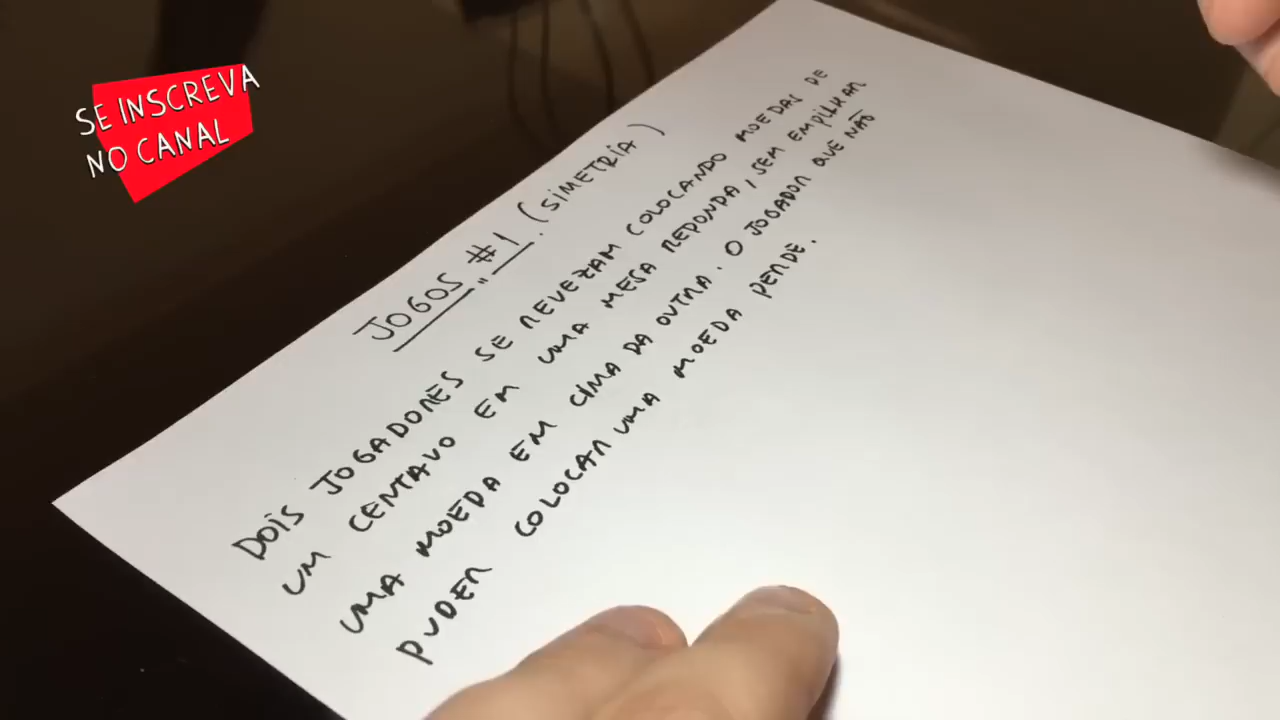 SE INSCREVA
NO CANAL
JOGOS #1 (SIMETRIA)
DOIS JOGADORES SE REVEZAM COLOCANDO MOEDAS DE
UM CENTAVO EM UMA MESA REDONDA, SEM EMPILHAR
UMA MOEDA EM CIMA DA OUTRA. O JOGADOR QUE NÃO
PUDER COLOCAR UMA MOEDA PERDE.